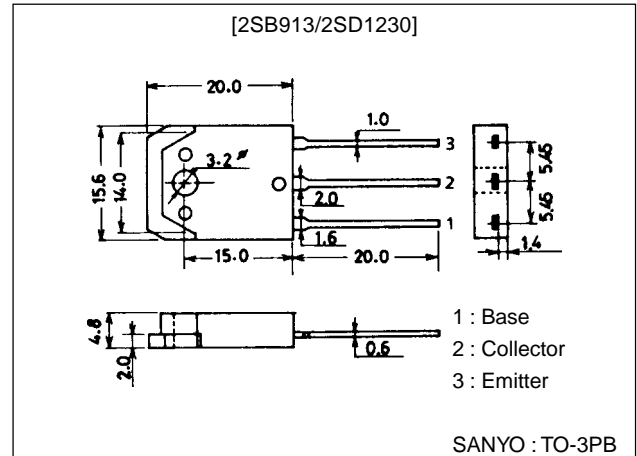 [2SB913/2SD1230]
20.0
1.0
3
5.45
3.2 ø
15.6
14.0
2
2.0
5.45
1
1.6
1.4
15.0
20.0
4.8
2.0
0.6
1 : Base
2 : Collector
3 : Emitter
SANYO : TO-3PB